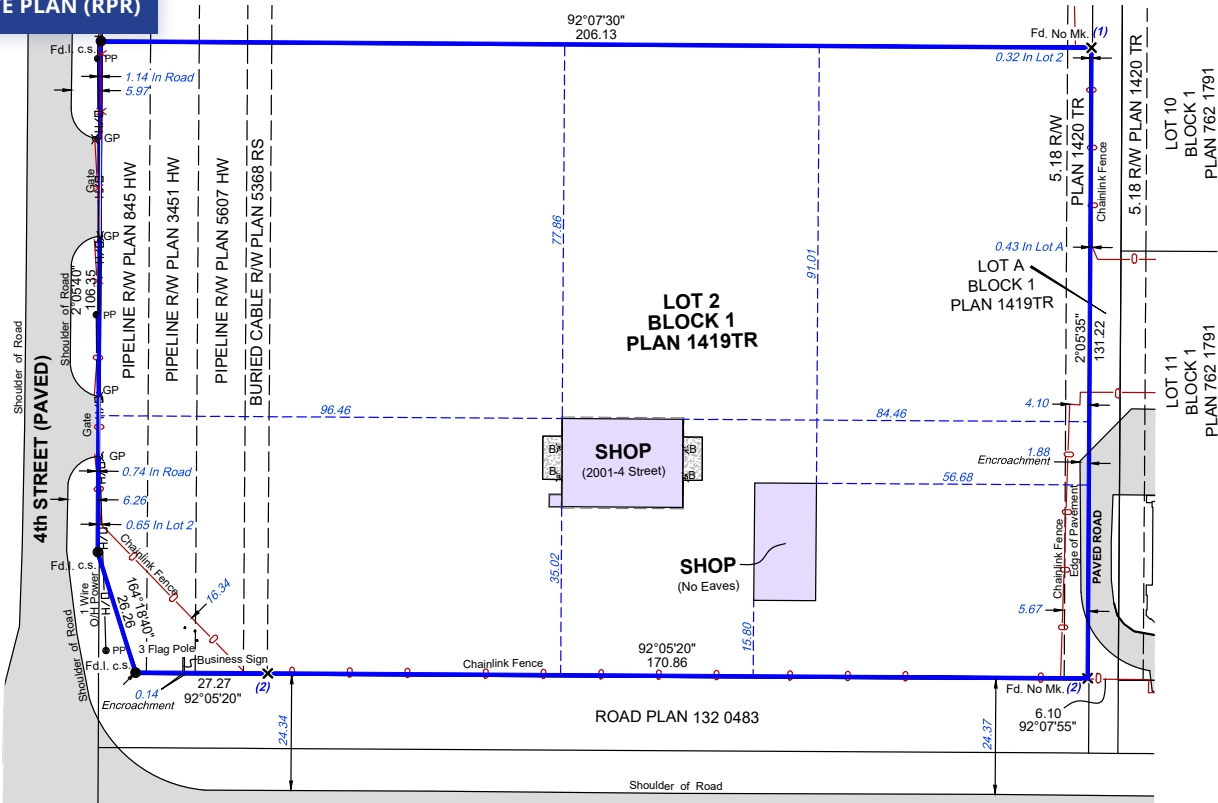 TE PLAN (RPR)
92°07'30"
206.13
Fd. No Mk.
(1)
Fd.I. c.s.
PP
1.14 In Road
5.97
0.32 In Lot 2
GP
Gate
H/D
PIPELINE R/W PLAN 845 HW
PIPELINE R/W PLAN 3451 HW
PIPELINE R/W PLAN 5607 HW
BURIED CABLE R/W PLAN 5368 RS
5.18 R/W
PLAN 1420 TR
Chainlink Fence
5.18 R/W PLAN 1420 TR
LOT 10
BLOCK 1
PLAN 762 1791
77.86
91.01
GP
2°05'40"
106.35
Shoulder of Road
PP
0.43 In Lot A
LOT A
BLOCK 1
PLAN 1419TR
LOT 2
BLOCK 1
PLAN 1419TR
2°05'35"
131.22
LOT 11
BLOCK 1
PLAN 762 1791
Shoulder of Road
4th STREET (PAVED)
GP
Gate
H/D
96.46
84.46
4.10
SHOP
(2001-4 Street)
B
B
B
B
GP
H/D
0.74 In Road
1.88
Encroachment
56.68
6.26
0.65 In Lot 2
H/D
Chainlink Fence
Fd.I. c.s.
1 Wire
O/H Power
H/D
164°18'40"
26.26
16.34
35.02
SHOP
(No Eaves)
15.80
Chainlink Fence
Edge of Pavement
PAVED ROAD
5.67
Shoulder of Road
PP
3 Flag Pole
Fd.I. c.s.
Business Sign
0.14
Encroachment
27.27
92°05'20"
(2)
Chainlink Fence
92°05'20"
170.86
Fd. No Mk.
(2)
6.10
92°07'55"
24.34
ROAD PLAN 132 0483
24.37
Shoulder of Road